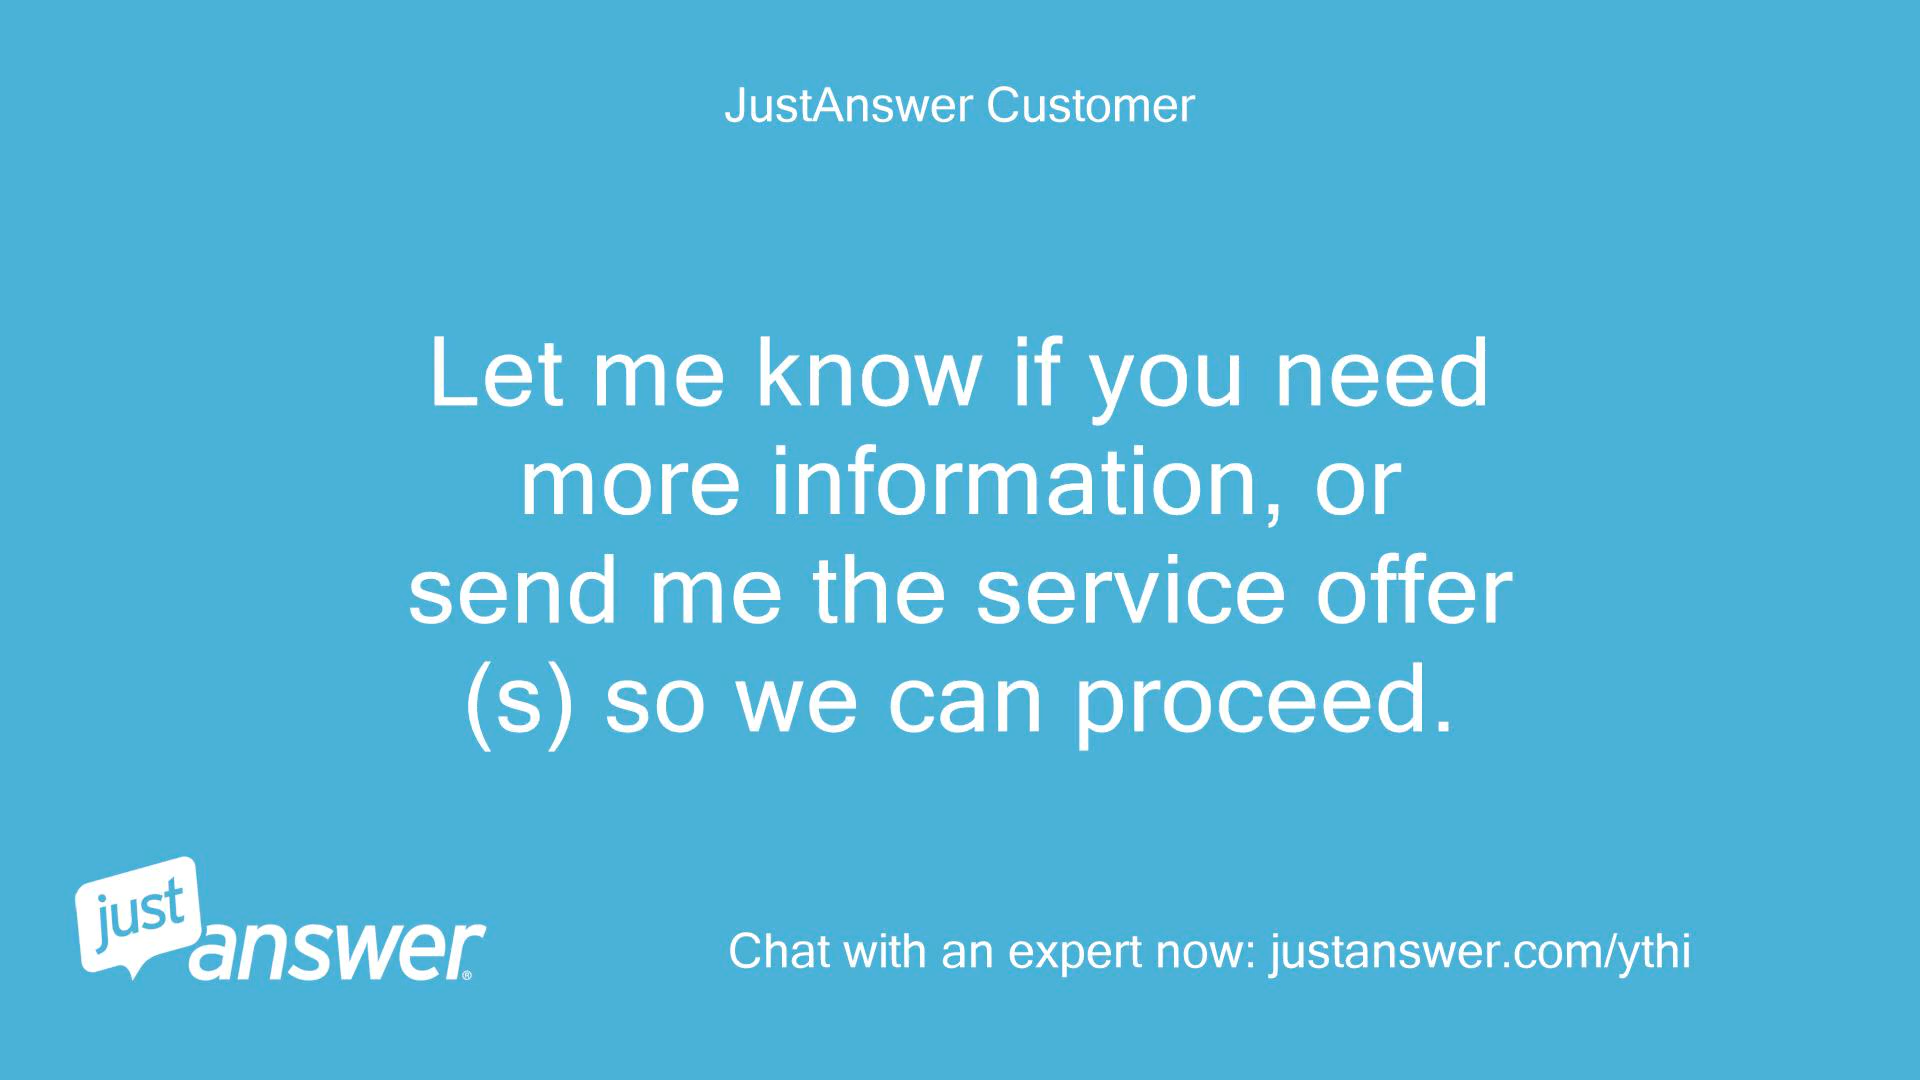 JustAnswer Customer
Let me know if you need
more information, or
send me the service offer
(s) so we can proceed.
just
answer®
Chat with an expert now: justanswer.com/ythi